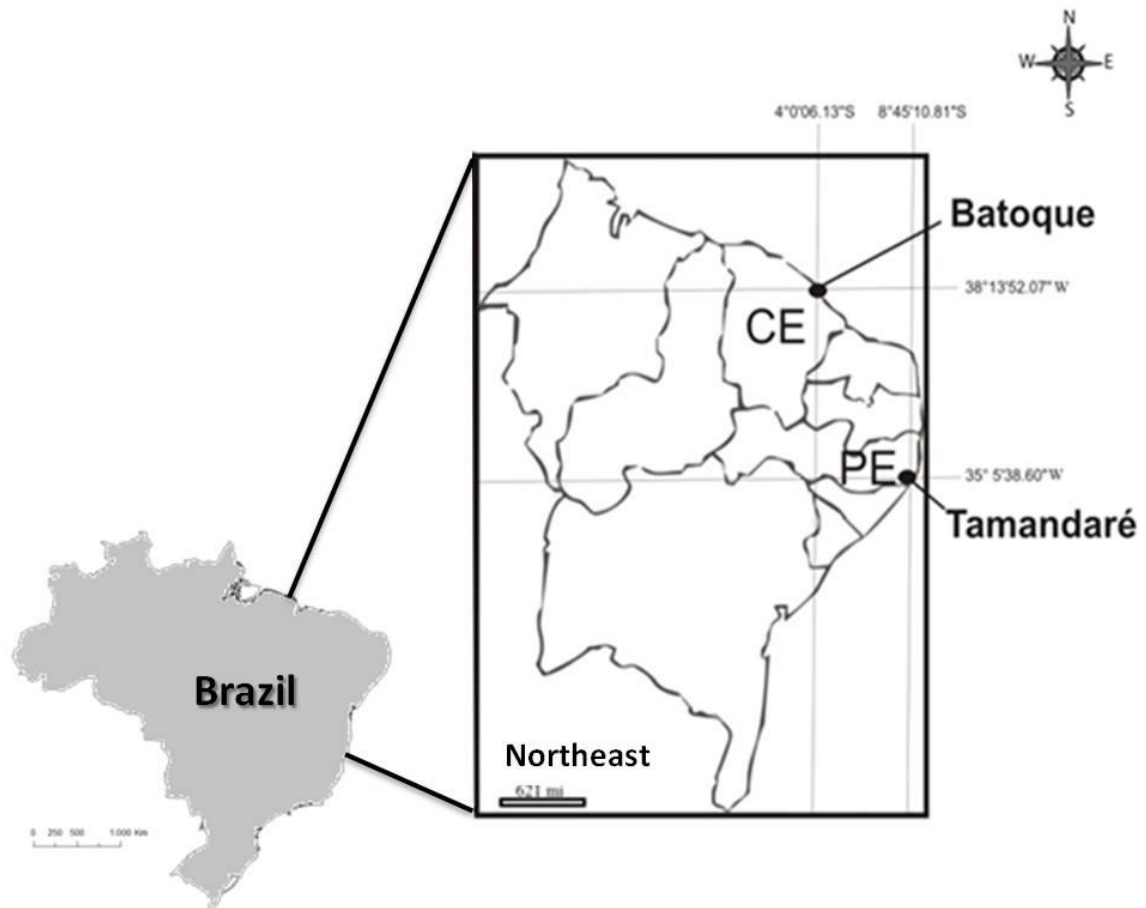 N
W E
S
4°0'06.13"S 8°45'10.81"S
Batoque
38°13'52.07" W
CE
PE
35° 5'38.60" W
Tamandaré
Brazil
Northeast
621 mi
0 250 500 1.000 Km